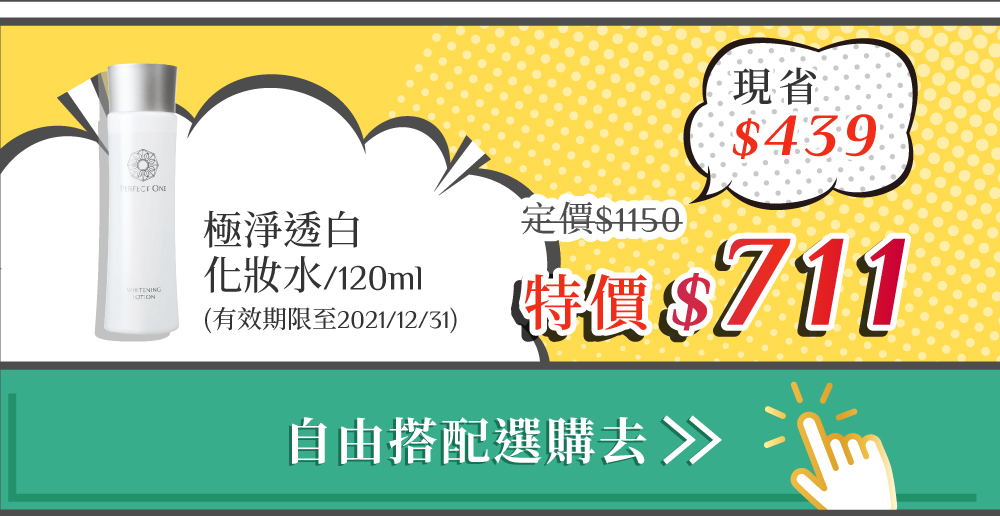 現省
$439
PERFECT ONE
WHITENING
LOTION
極淨透白
化妝水/120ml
(有效期限至2021/12/31)
定價$1150
特價$711
自由搭配選購去